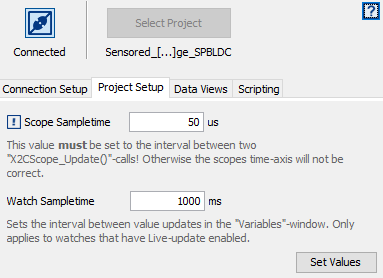 ?
Select Project
Connected
Sensored_[...]ge_SPBLDC
Connection Setup Project Setup Data Views Scripting
! Scope Sampletime 50 us
This value must be set to the interval between two
"X2CScope_Update()"-calls! Otherwise the scopes time-axis will not be
correct.
Watch Sampletime 1000 ms
Sets the interval between value updates in the "Variables"-window. Only
applies to watches that have Live-update enabled.
Set Values